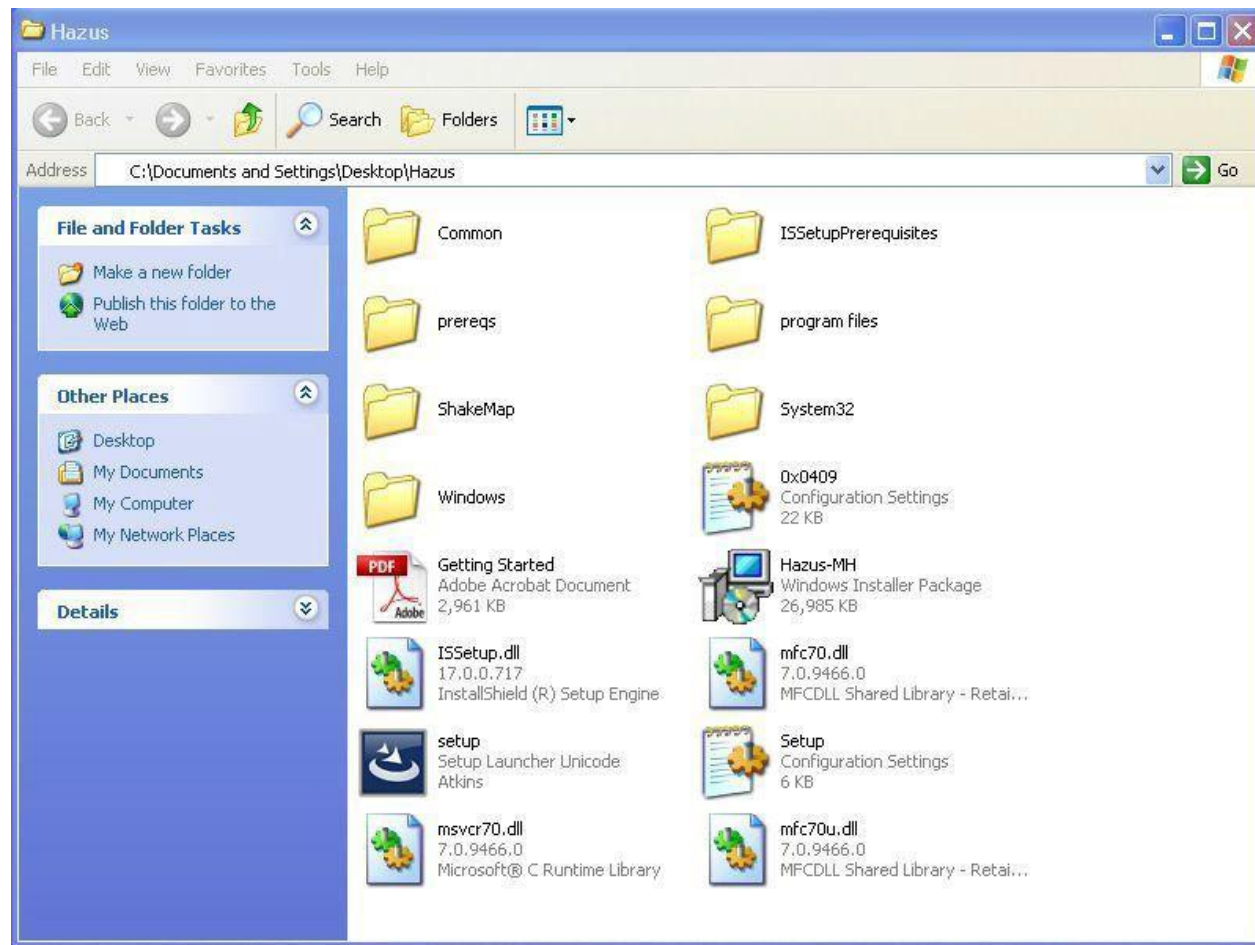 Hazus
File Edit View Favorites Tools Help
Back Search Folders
Address C:\Documents and Settings\Desktop\Hazus Go
File and Folder Tasks
Make a new folder
Publish this folder to the
Web
Other Places
Desktop
My Documents
My Computer
My Network Places
Details
Common
ISSetupPrerequisites
prereqs
program files
ShakeMap
System32
Windows
0x0409
Configuration Settings
22 KB
PDF
Adobe
Getting Started
Adobe Acrobat Document
2,961 KB
Hazus-MH
Windows Installer Package
26,985 KB
ISSetup.dll
17.0.0.717
InstallShield (R) Setup Engine
mfc70.dll
7.0.9466.0
MFCDLL Shared Library - Retai...
setup
Setup Launcher Unicode
Atkins
Setup
Configuration Settings
6 KB
msvcr70.dll
7.0.9466.0
Microsoft® C Runtime Library
mfc70u.dll
7.0.9466.0
MFCDLL Shared Library - Retai...